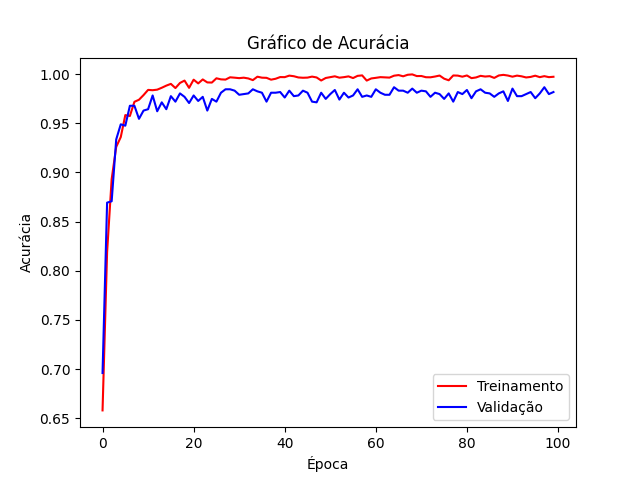 Gráfico de Acurácia
1.00
0.95
0.90
0.85
0.80
0.75
0.70
0.65
Acurácia
0 20 40 60 80 100
Época
Treinamento
Validação